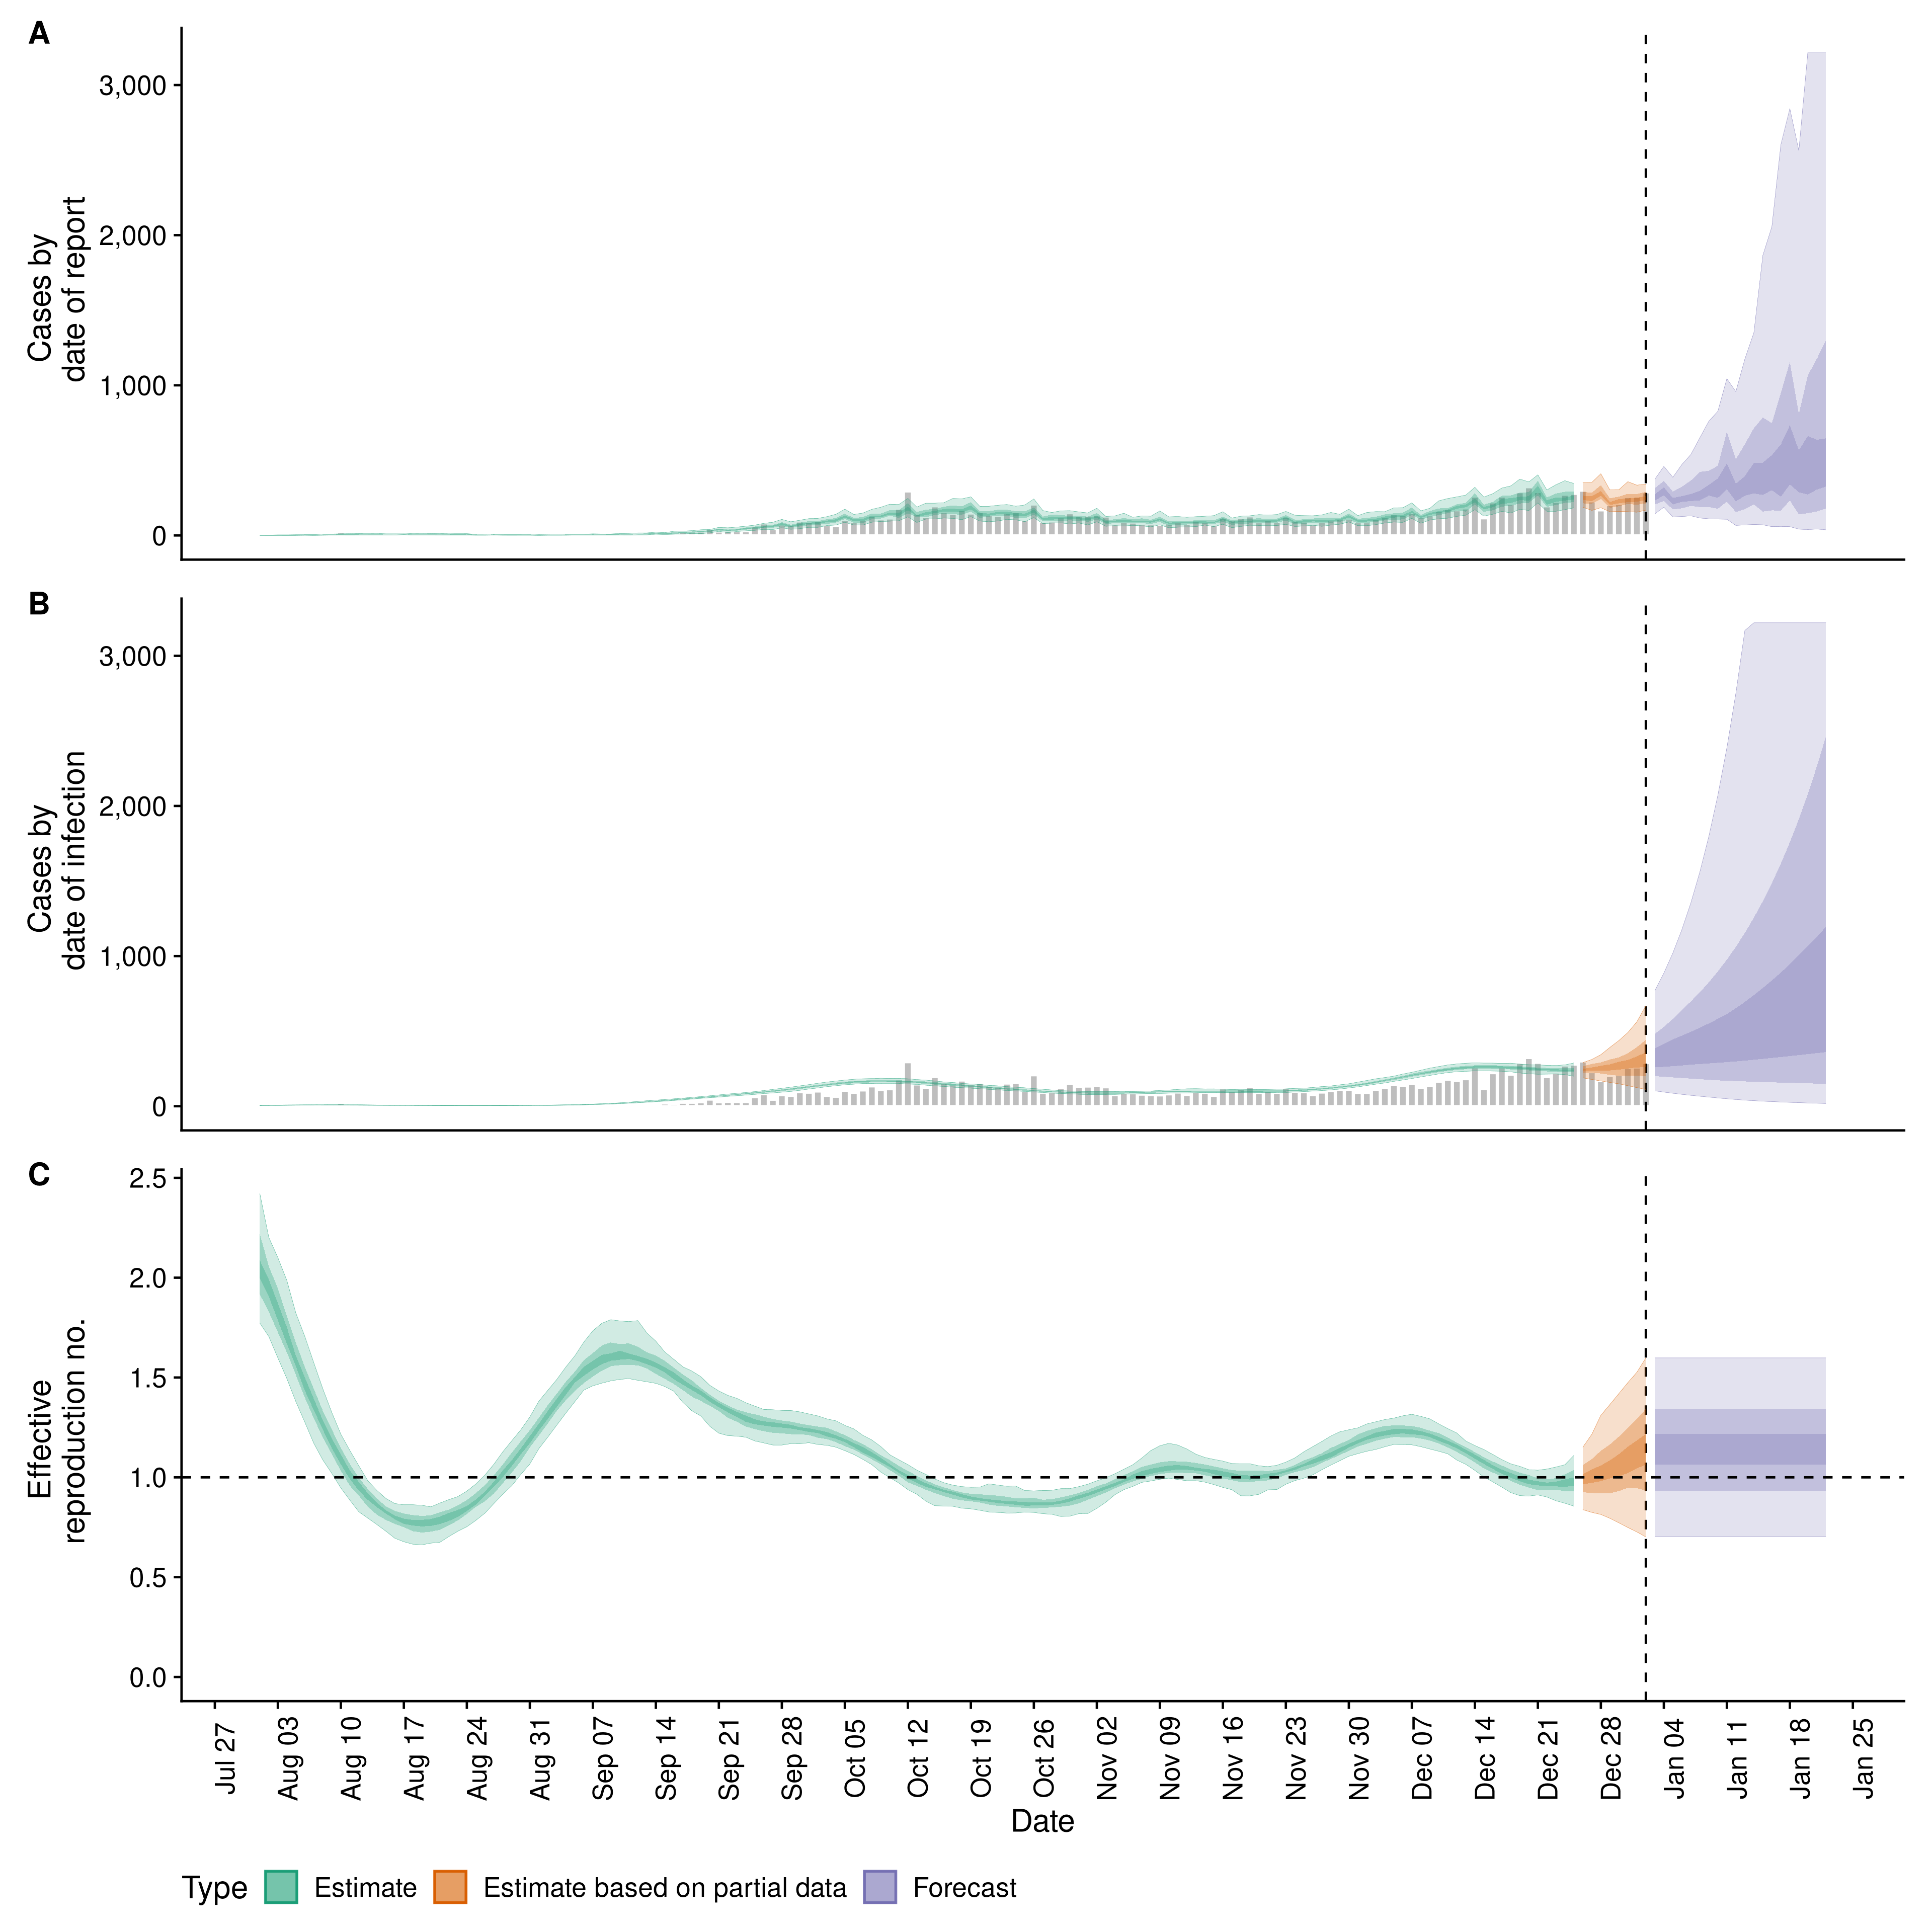 A
Cases by
date of report
3,000
2,000
1,000
0
B
Cases by
date of infection
3,000
2,000
1,000
0
C
Effective
reproduction no.
2.5
2.0
1.5
1.0
0.5
0.0
Jul 27
Aug 03
Aug 10
Aug 17
Aug 24
Aug 31
Sep 07
Sep 14
Sep 21
Sep 28
Oct 05
Oct 12
Oct 19
Oct 26
Nov 02
Nov 09
Nov 16
Nov 23
Nov 30
Dec 07
Dec 14
Dec 21
Dec 28
Jan 04
Jan 11
Jan 18
Jan 25
Date
Type Estimate Estimate based on partial data Forecast